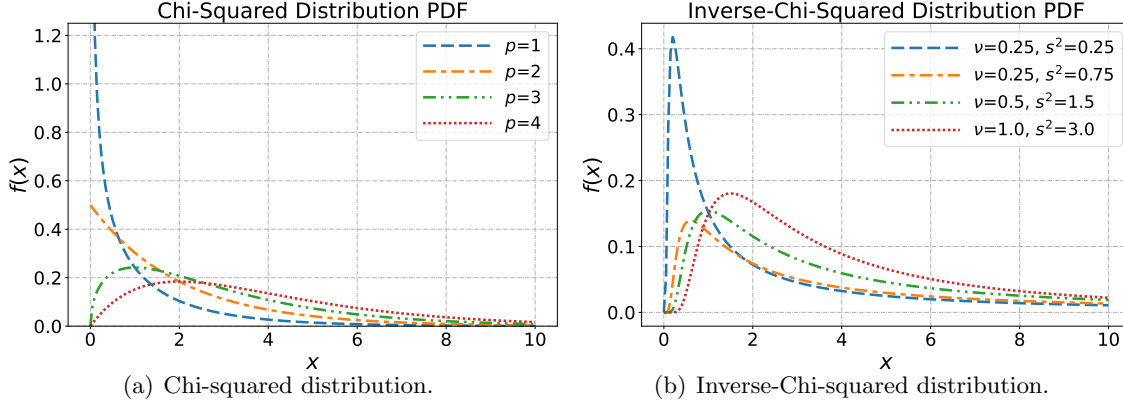 Chi-Squared Distribution PDF
1.2
1.0
0.8
0.6
0.4
0.2
0.0
f(x)
0
2
4
6
8
10
x
p=1
p=2
p=3
p=4
(a) Chi-squared distribution.
Inverse-Chi-Squared Distribution PDF
0.4
0.3
0.2
0.1
0.0
f(x)
0
2
4
6
8
10
x
ν=0.25, s²=0.25
ν=0.25, s²=0.75
ν=0.5, s²=1.5
ν=1.0, s²=3.0
(b) Inverse-Chi-squared distribution.